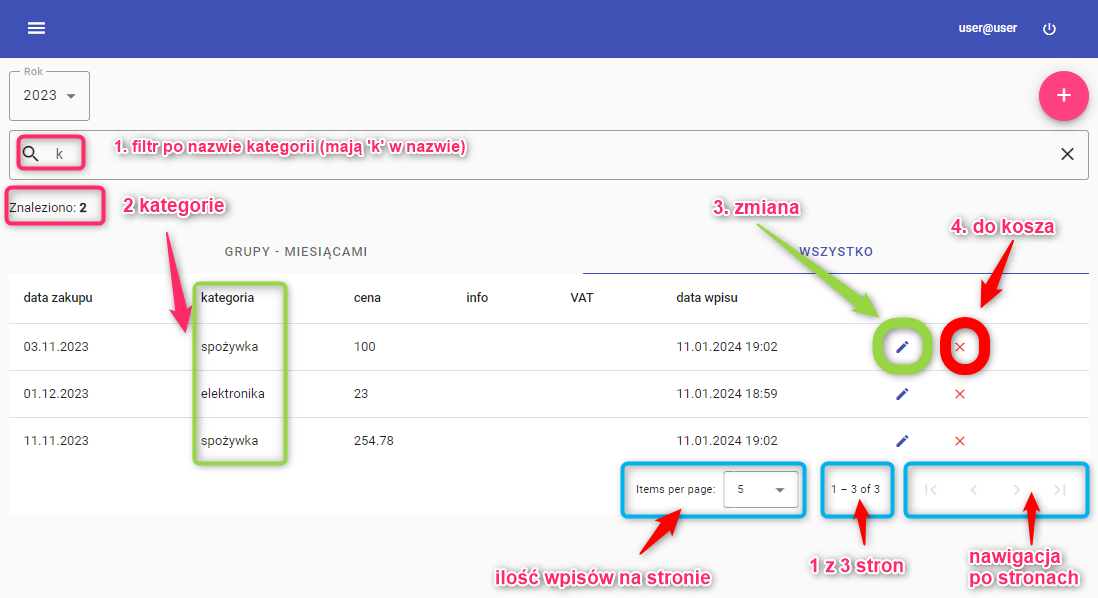 user@user
Rok
2023
+
k
1. filtr po nazwie kategorii (mają 'k' w nazwie)
Znaleziono: 2
2 kategorie
3. zmiana
4. do kosza
GRUPY - MIESIĄCAMI WSZYSTKO
data zakupu kategoria cena info VAT data wpisu
03.11.2023 spożywka 100 11.01.2024 19:02
01.12.2023 elektronika 23 11.01.2024 18:59
11.11.2023 spożywka 254.78 11.01.2024 19:02
Items per page: 5 1 – 3 of 3
ilość wpisów na stronie
1 z 3 stron
nawigacja
po stronach